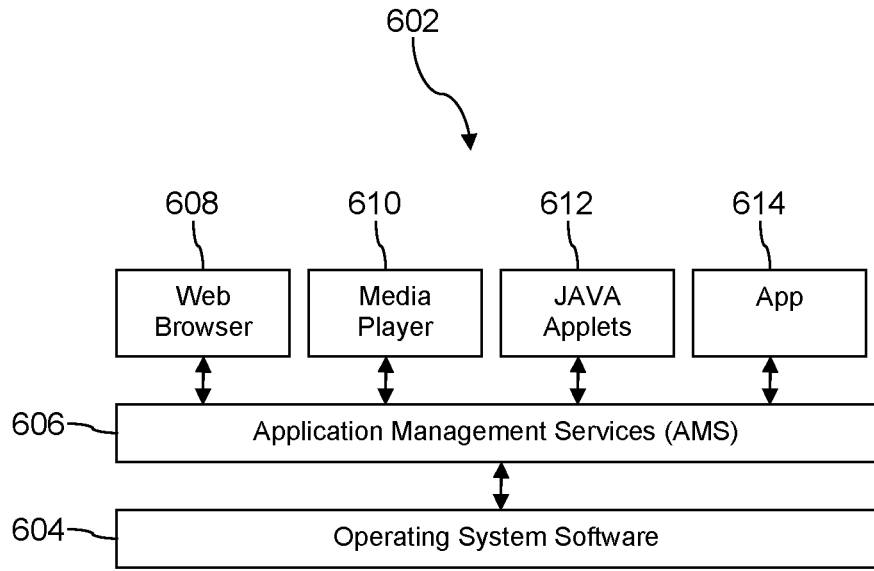 602
608
610
612
614
Web
Browser
Media
Player
JAVA
Applets
App
606
Application Management Services (AMS)
604
Operating System Software